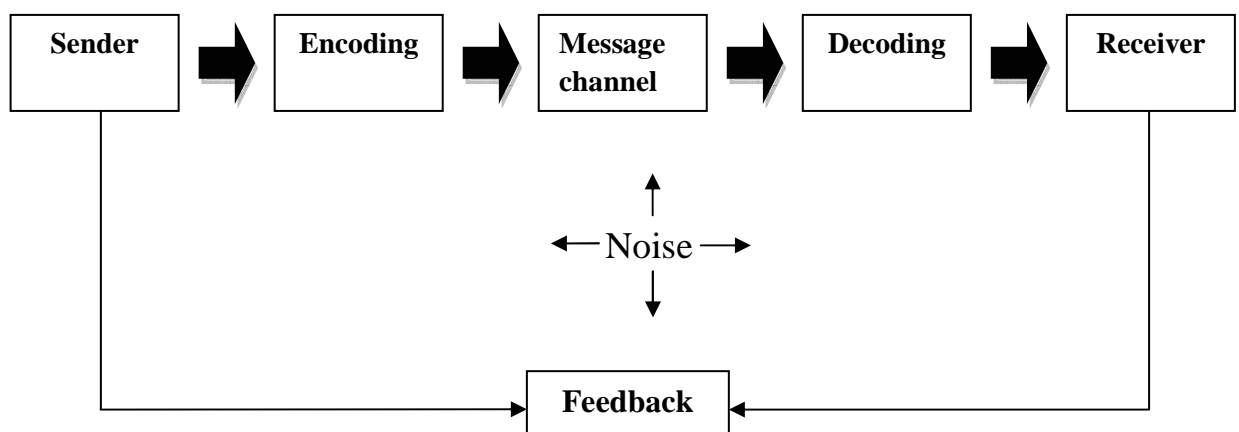 Sender
Encoding
Message
channel
Decoding
Receiver
Noise
Feedback